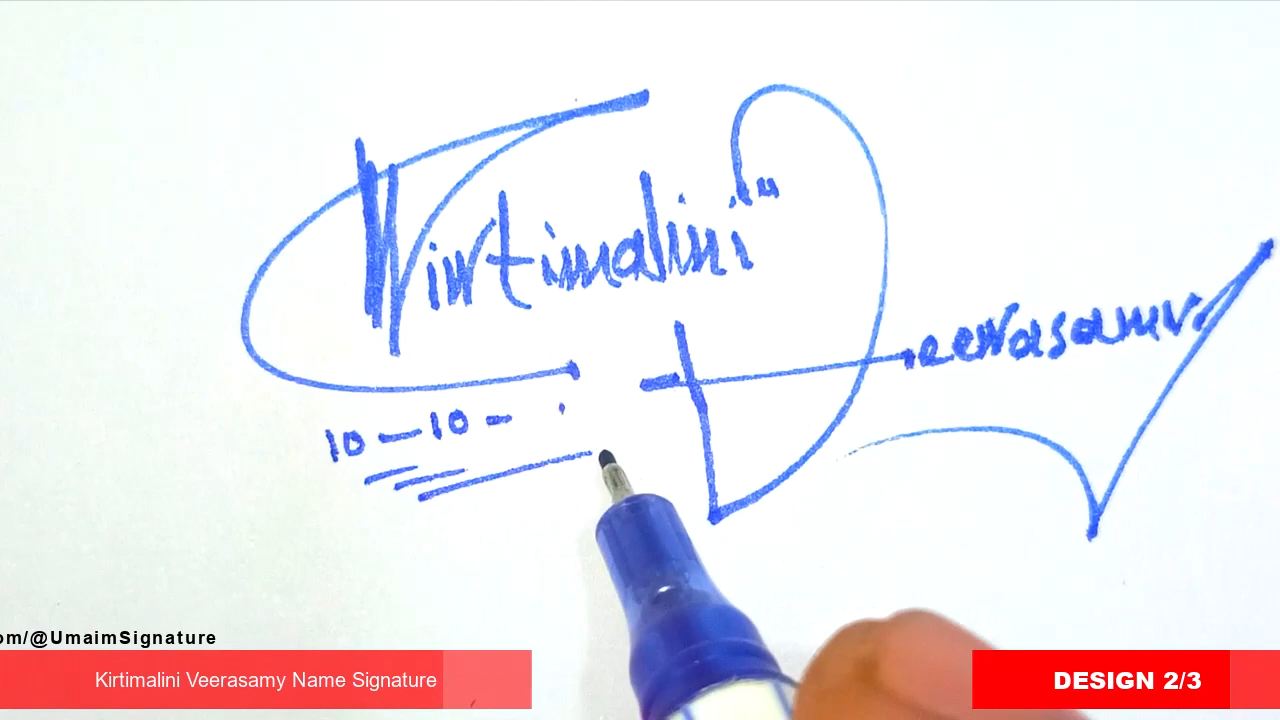 Kirtimalini
Veerasamy
10-10-
om/@UmaimSignature
Kirtimalini Veerasamy Name Signature
DESIGN 2/3